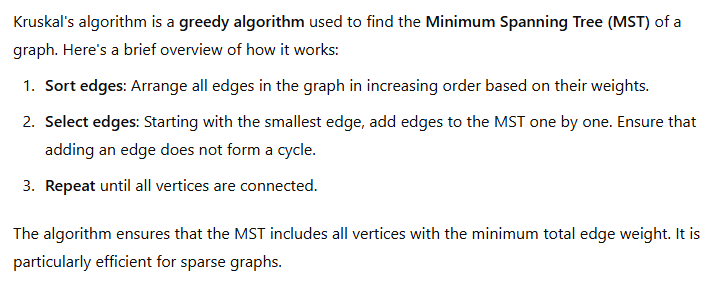 Kruskal's algorithm is a greedy algorithm used to find the Minimum Spanning Tree (MST) of a
graph. Here's a brief overview of how it works:
1. Sort edges: Arrange all edges in the graph in increasing order based on their weights.
2. Select edges: Starting with the smallest edge, add edges to the MST one by one. Ensure that
adding an edge does not form a cycle.
3. Repeat until all vertices are connected.
The algorithm ensures that the MST includes all vertices with the minimum total edge weight. It is
particularly efficient for sparse graphs.